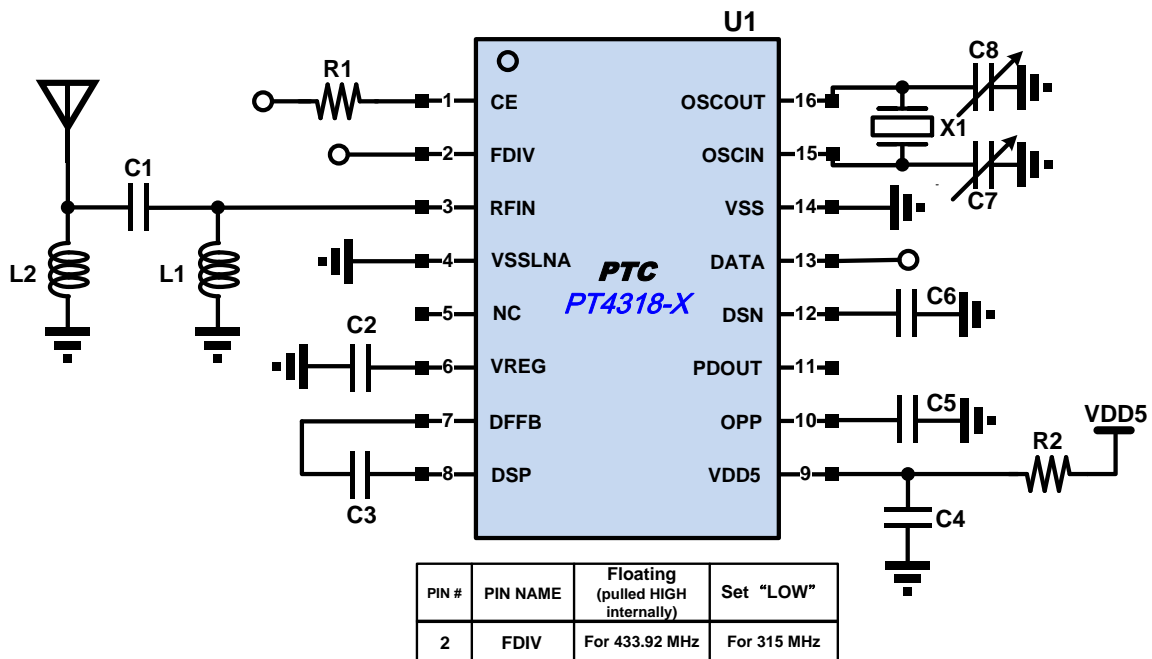 U1
R1
C8
1
CE
OSCOUT
16
X1
2
FDIV
OSCIN
15
C1
C7
3
RFIN
VSS
14
L2
L1
4
VSSLNA
PTC
DATA
13
PT4318-X
5
NC
DSN
12
C6
C2
6
VREG
PDOUT
11
7
DFFB
OPP
10
C5
VDD5
R2
8
DSP
VDD5
9
C3
C4
PIN #
PIN NAME
Floating
(pulled HIGH
internally)
Set “LOW”
2
FDIV
For 433.92 MHz
For 315 MHz